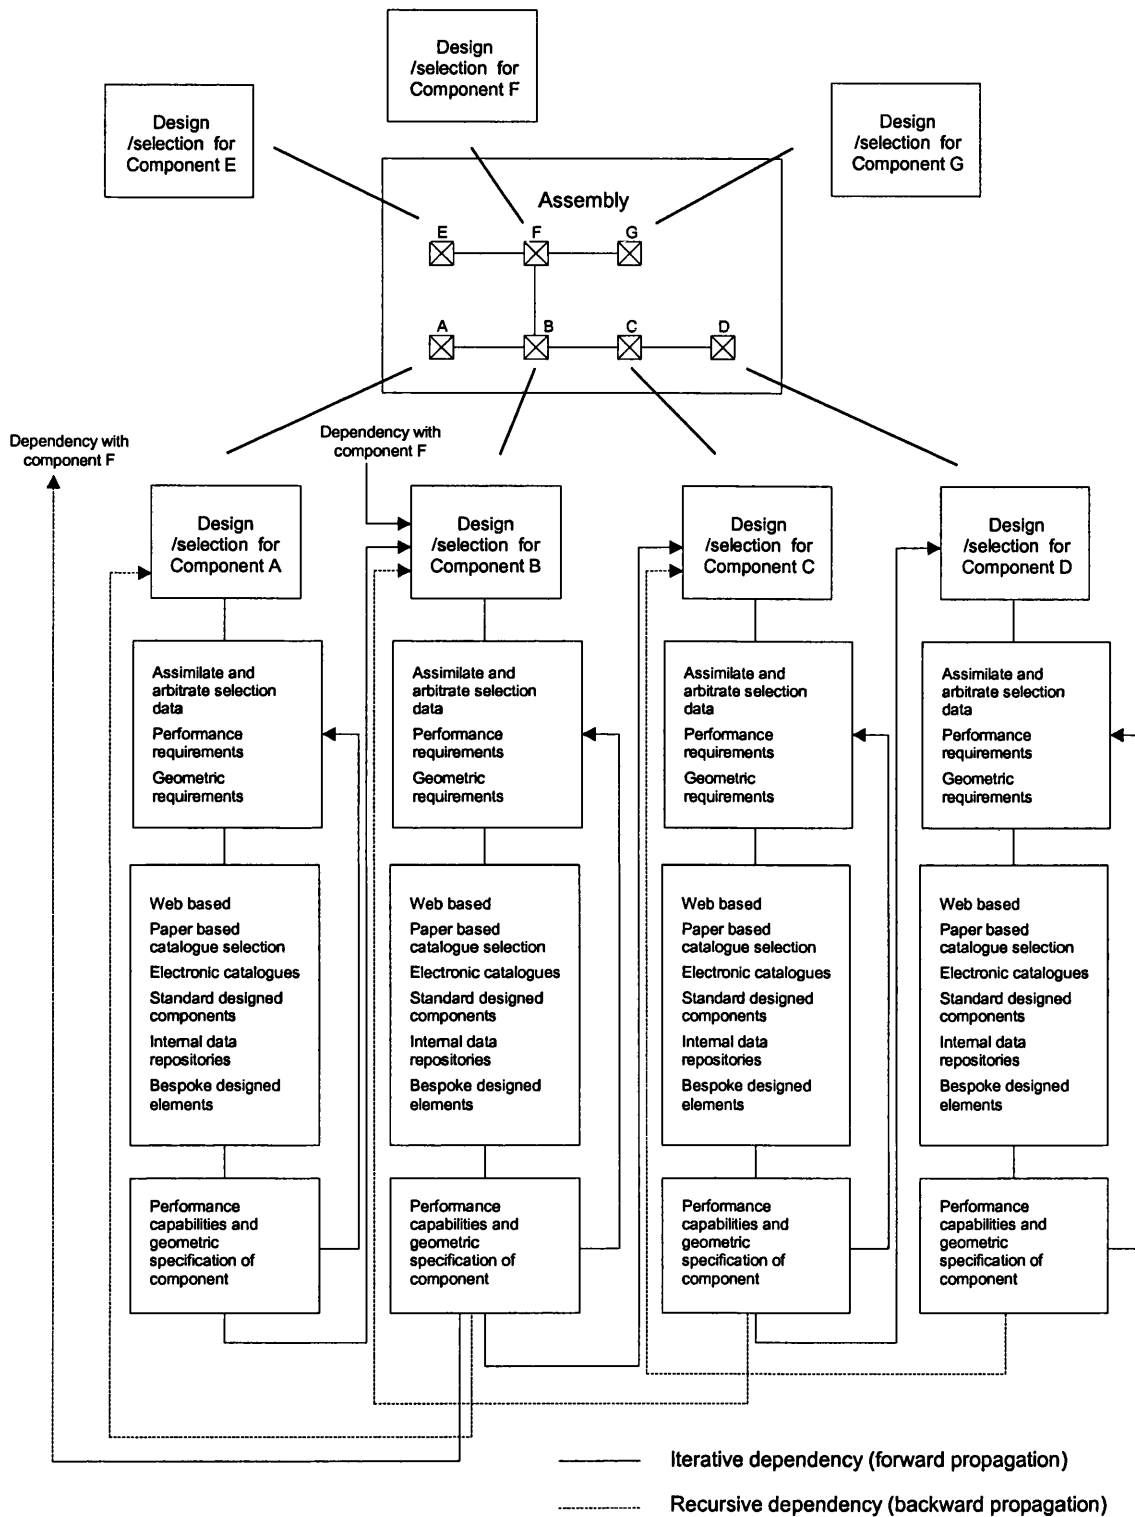 Design
/selection for
Component F
Design
/selection for
Component E
Design
/selection for
Component G
Assembly
E
F
G
A
B
C
D
Dependency with
component F
Dependency with
component F
Design
/selection for
Component A
Design
/selection for
Component B
Design
/selection for
Component C
Design
/selection for
Component D
Assimilate and
arbitrate selection
data
Performance
requirements
Geometric
requirements
Assimilate and
arbitrate selection
data
Performance
requirements
Geometric
requirements
Assimilate and
arbitrate selection
data
Performance
requirements
Geometric
requirements
Assimilate and
arbitrate selection
data
Performance
requirements
Geometric
requirements
Web based
Paper based
catalogue selection
Electronic catalogues
Standard designed
components
Internal data
repositories
Bespoke designed
elements
Web based
Paper based
catalogue selection
Electronic catalogues
Standard designed
components
Internal data
repositories
Bespoke designed
elements
Web based
Paper based
catalogue selection
Electronic catalogues
Standard designed
components
Internal data
repositories
Bespoke designed
elements
Web based
Paper based
catalogue selection
Electronic catalogues
Standard designed
components
Internal data
repositories
Bespoke designed
elements
Performance
capabilities and
geometric
specification of
component
Performance
capabilities and
geometric
specification of
component
Performance
capabilities and
geometric
specification of
component
Performance
capabilities and
geometric
specification of
component
Iterative dependency (forward propagation)
Recursive dependency (backward propagation)